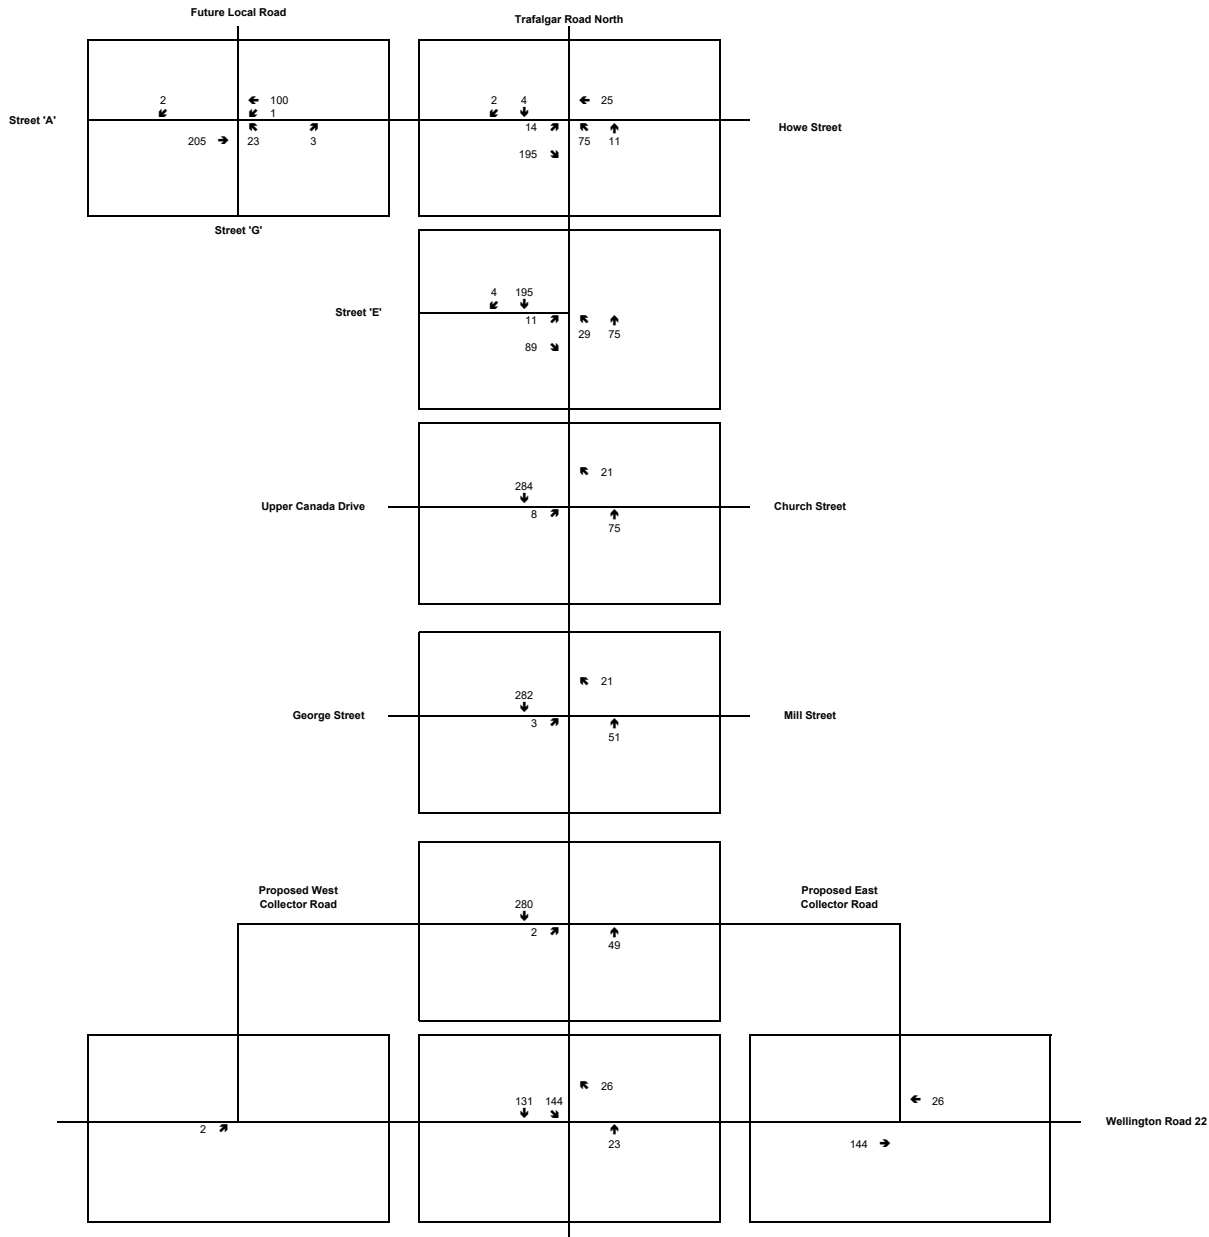 Future Local Road
Trafalgar Road North
2
100
1
Street 'A'
205
23
3
Street 'G'
2
4
25
14
75
11
195
Howe Street
Street 'E'
4
195
11
29
75
89
Upper Canada Drive
21
284
8
75
Church Street
George Street
21
282
3
51
Mill Street
Proposed West
Collector Road
280
2
49
Proposed East
Collector Road
2
26
131
144
23
26
144
Wellington Road 22